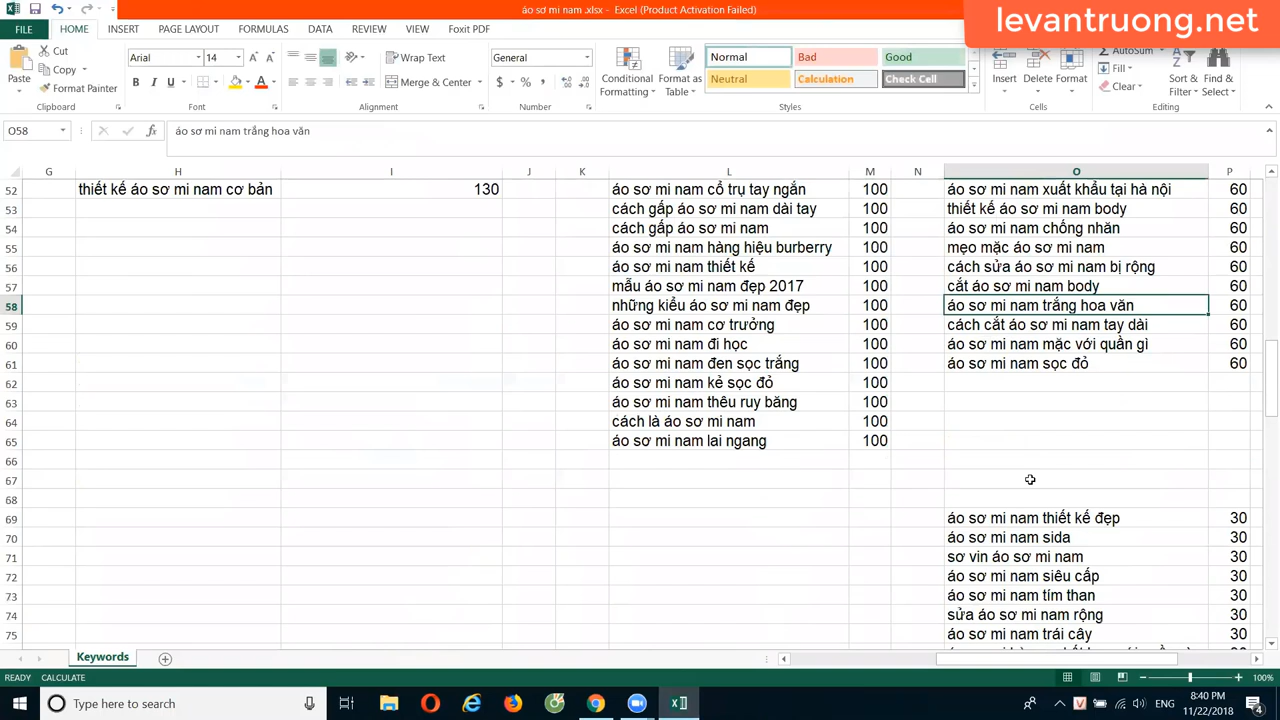 áo sơ mi nam .xlsx - Excel (Product Activation Failed)
levantruong.net
FILE HOME INSERT PAGE LAYOUT FORMULAS DATA REVIEW VIEW Foxit PDF
Paste
Cut
Copy
Format Painter
Clipboard
Arial 14
B I U
Font
Wrap Text
Merge & Center
Alignment
General
$ % ,
Number
Conditional Formatting
Format as Table
Normal Bad Good
Neutral Calculation Check Cell
Styles
Insert Delete Format
Cells
AutoSum
Fill
Clear
Sort & Filter
Find & Select
Editing
O58 fx áo sơ mi nam trắng hoa văn
G H I J K L M N O P
52 thiết kế áo sơ mi nam cơ bản 130 áo sơ mi nam cổ trụ tay ngắn 100 áo sơ mi nam xuất khẩu tại hà nội 60
53 cách gấp áo sơ mi nam dài tay 100 thiết kế áo sơ mi nam body 60
54 cách gấp áo sơ mi nam 100 áo sơ mi nam chống nhăn 60
55 áo sơ mi nam hàng hiệu burberry 100 mẹo mặc áo sơ mi nam 60
56 áo sơ mi nam thiết kế 100 cách sửa áo sơ mi nam bị rộng 60
57 mẫu áo sơ mi nam đẹp 2017 100 cắt áo sơ mi nam body 60
58 những kiểu áo sơ mi nam đẹp 100 áo sơ mi nam trắng hoa văn 60
59 áo sơ mi nam cơ trưởng 100 cách cắt áo sơ mi nam tay dài 60
60 áo sơ mi nam đi học 100 áo sơ mi nam mặc với quần gì 60
61 áo sơ mi nam đen sọc trắng 100 áo sơ mi nam sọc đỏ 60
62 áo sơ mi nam kẻ sọc đỏ 100
63 áo sơ mi nam thêu ruy băng 100
64 cách là áo sơ mi nam 100
65 áo sơ mi nam lai ngang 100
66
67
68
69 áo sơ mi nam thiết kế đẹp 30
70 áo sơ mi nam sida 30
71 sơ vin áo sơ mi nam 30
72 áo sơ mi nam siêu cấp 30
73 áo sơ mi nam tím than 30
74 sửa áo sơ mi nam rộng 30
75 áo sơ mi nam trái cây 30
Keywords
READY CALCULATE 100%
Type here to search
ENG
8:40 PM
11/22/2018
4